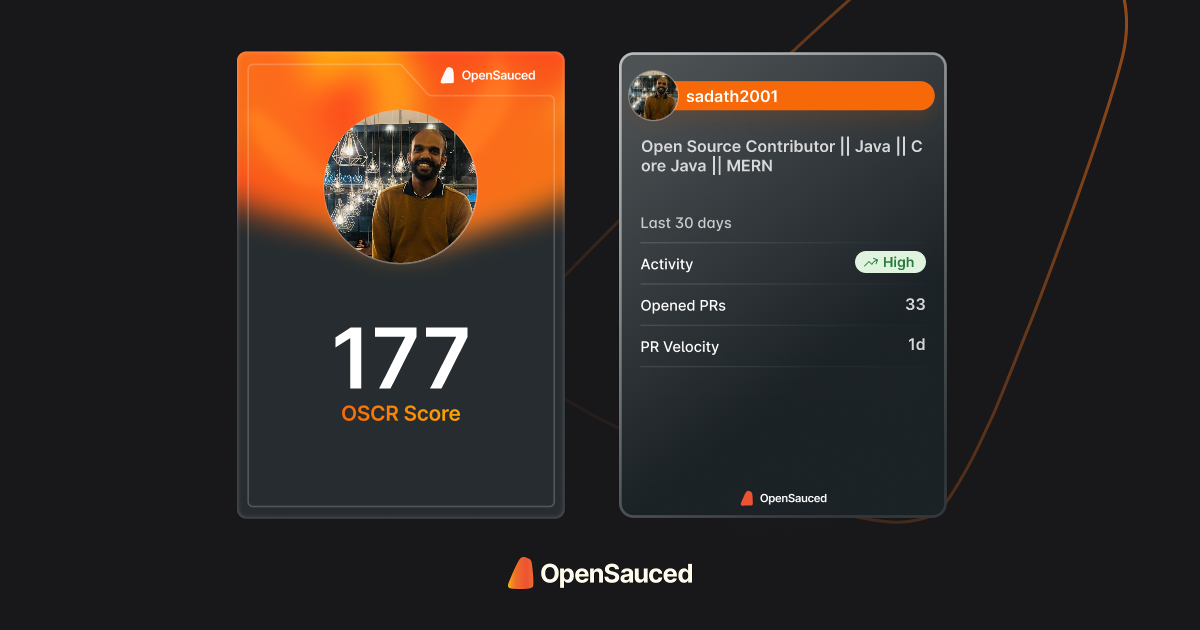 OpenSauced
177
OSCR Score
sadath2001
Open Source Contributor || Java || C
ore Java || MERN
Last 30 days
Activity
High
Opened PRs
33
PR Velocity
1d
OpenSauced
OpenSauced